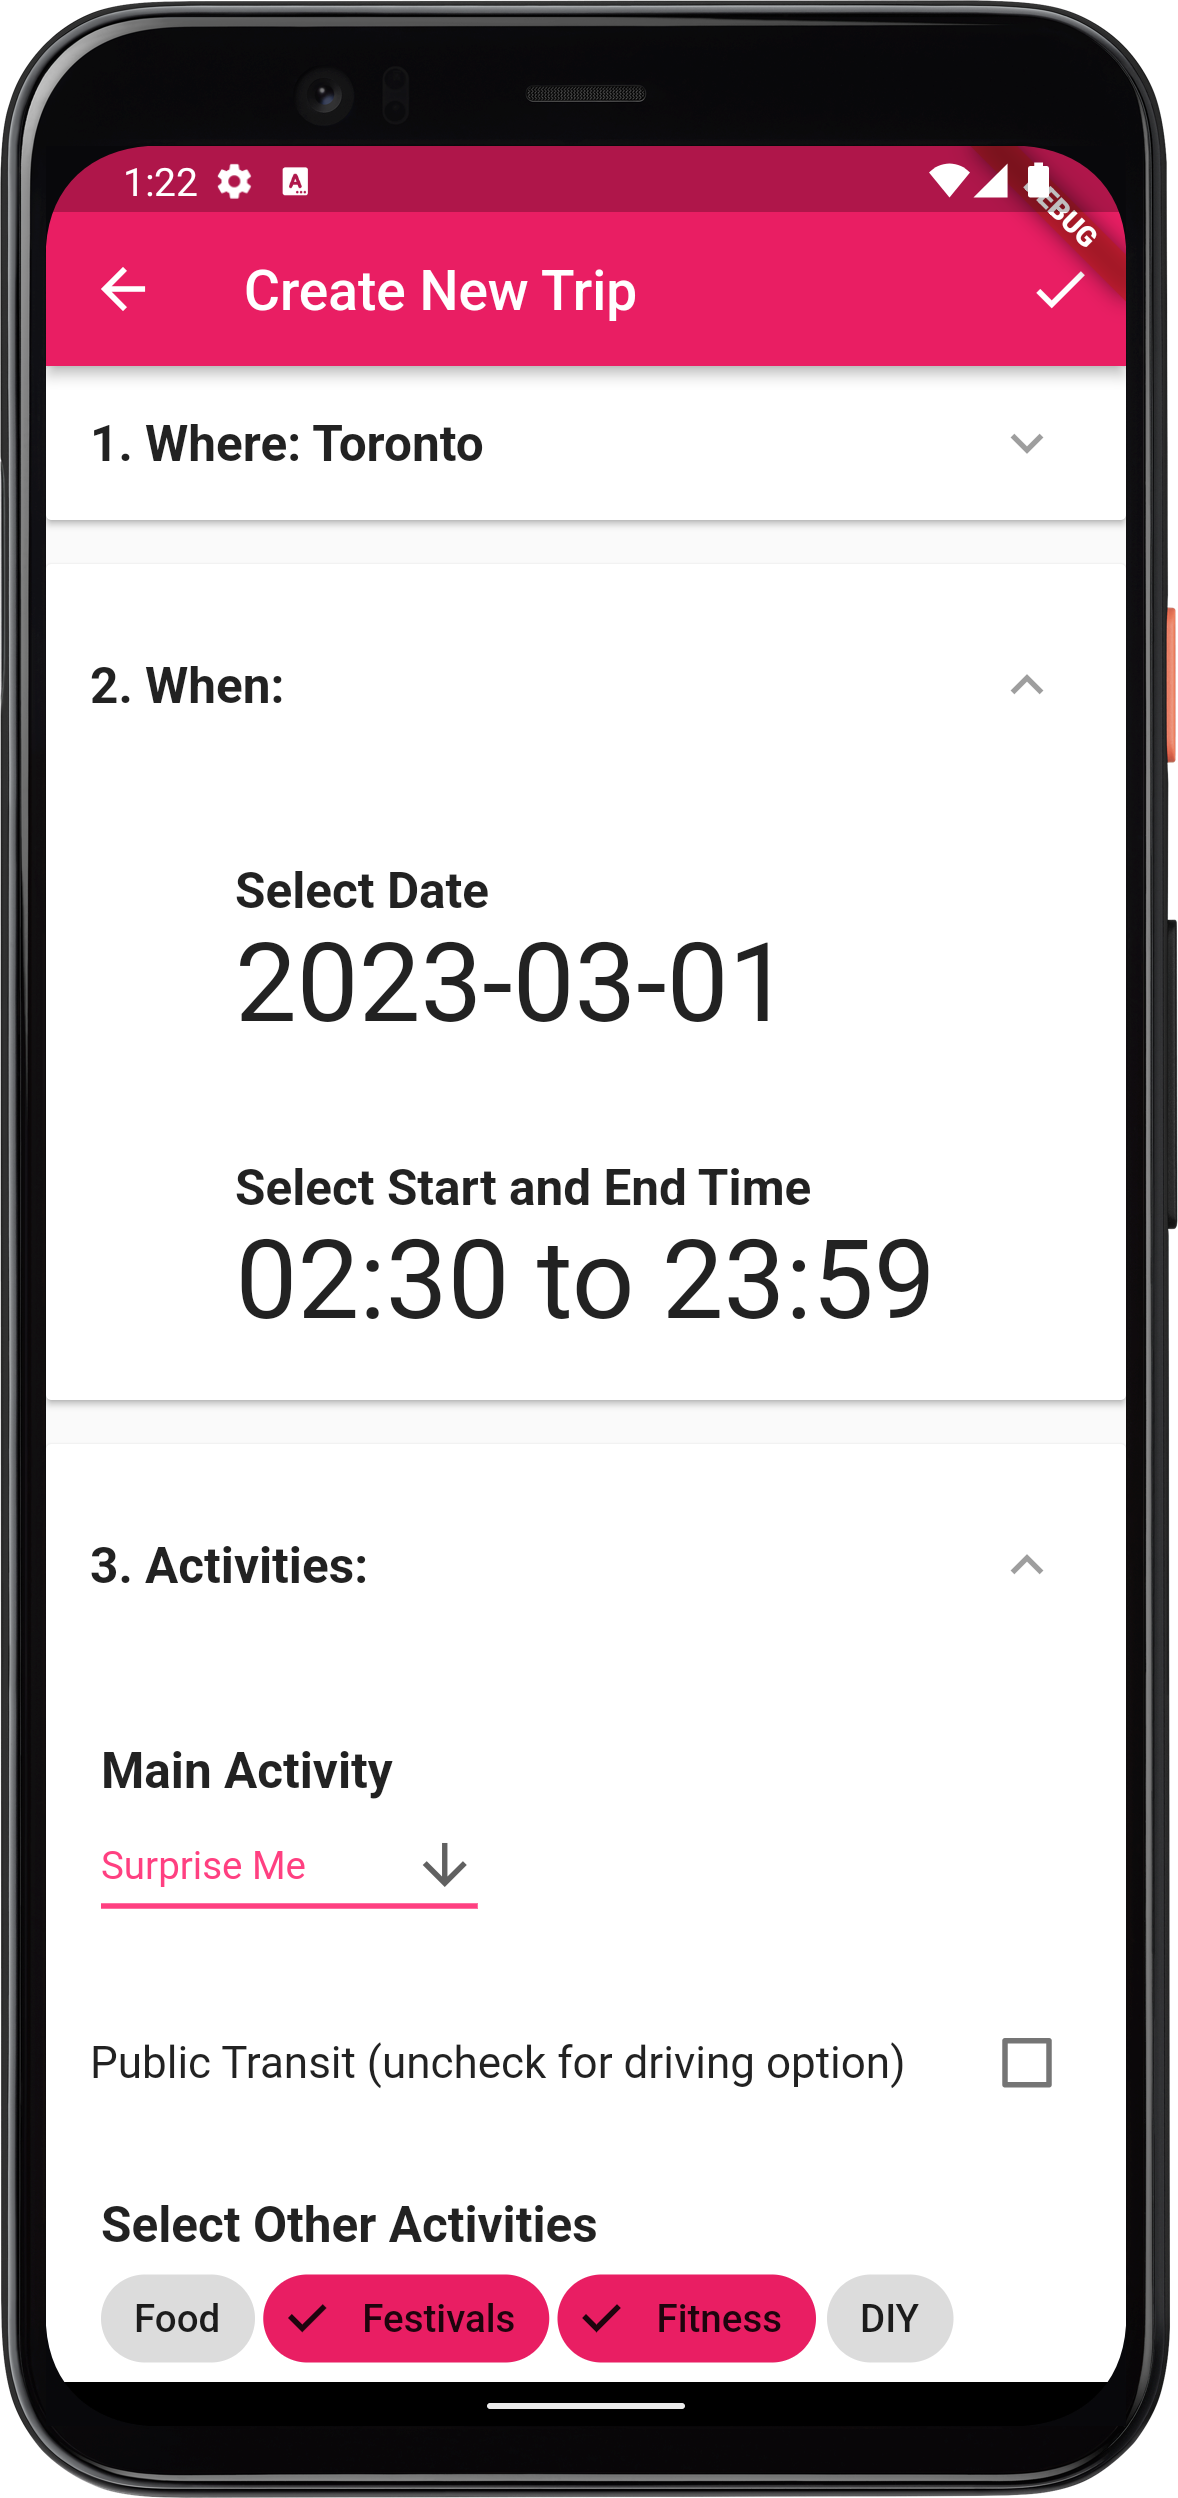 1:22
A
DEBUG
Create New Trip
1. Where: Toronto
2. When:
Select Date
2023-03-01
Select Start and End Time
02:30 to 23:59
3. Activities:
Main Activity
Surprise Me
Public Transit (uncheck for driving option)
Select Other Activities
Food Festivals Fitness DIY